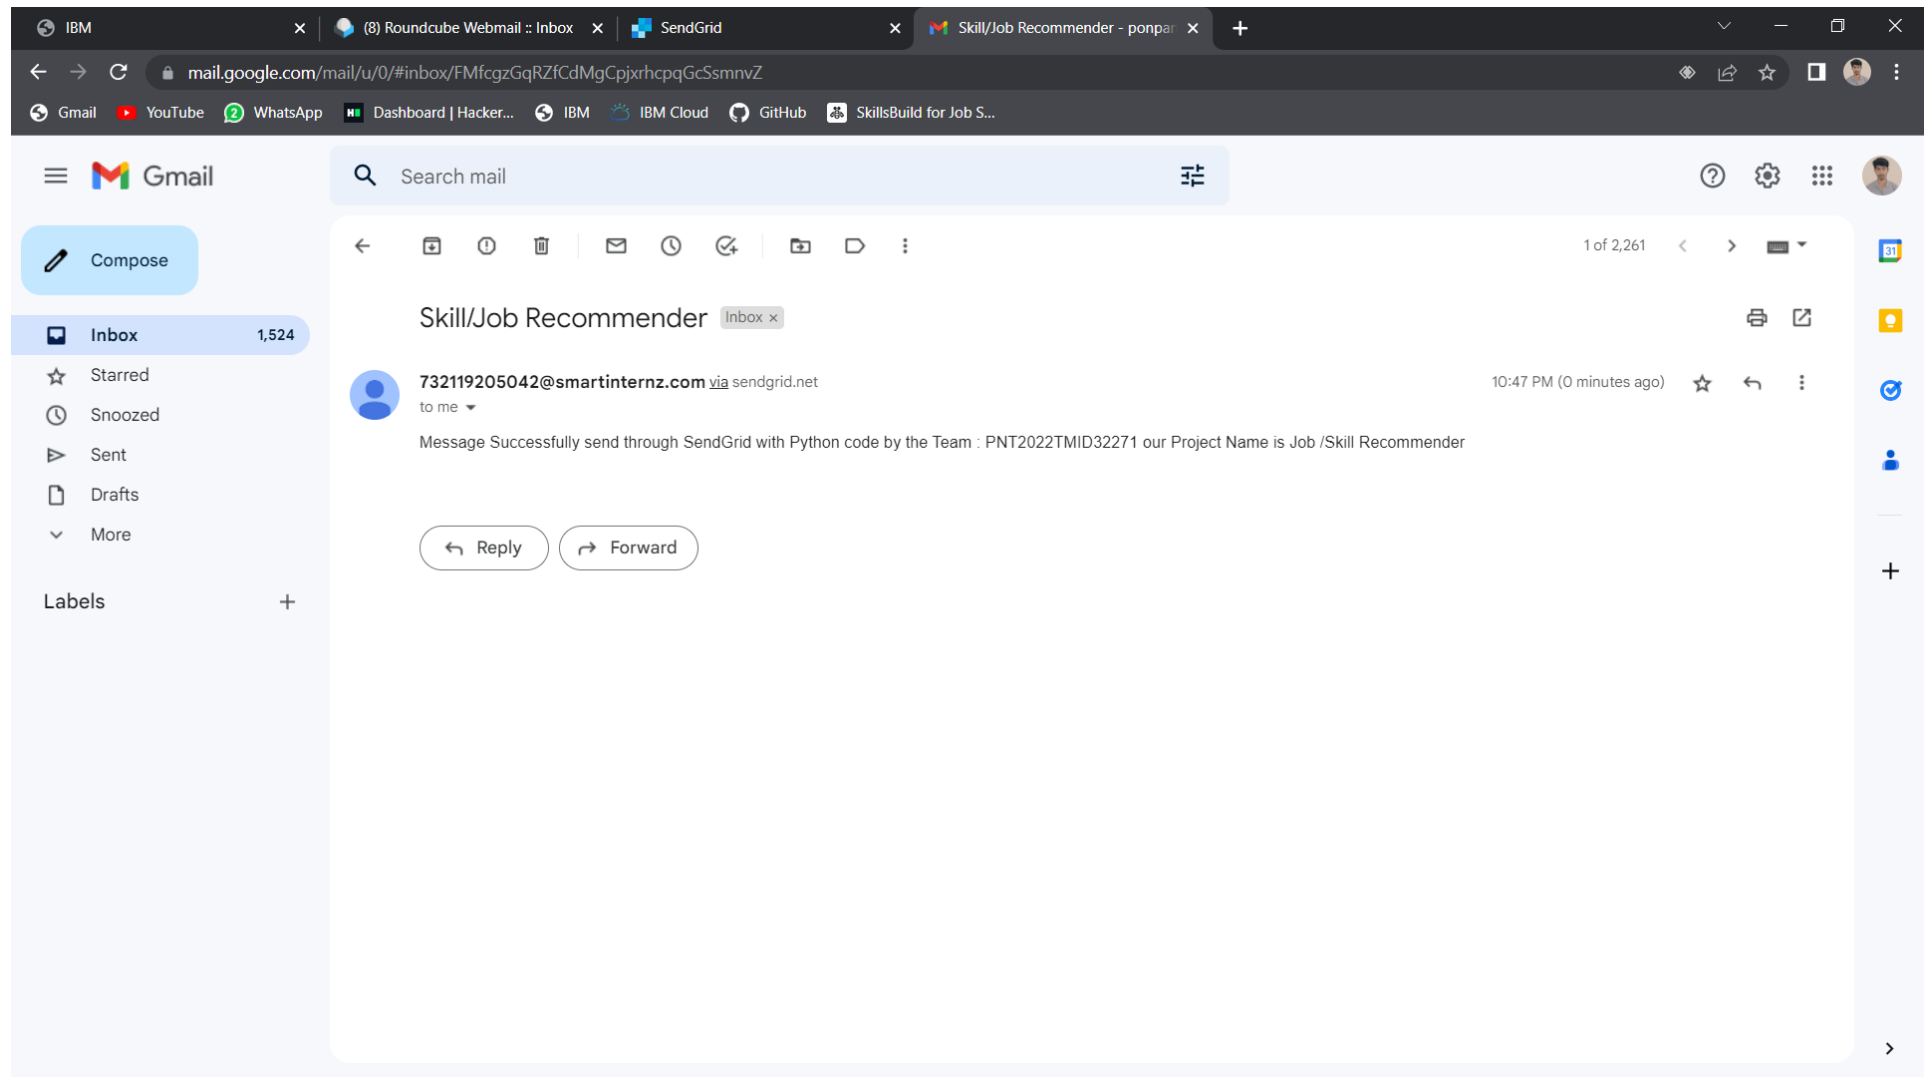 IBM
(8) Roundcube Webmail :: Inbox
SendGrid
Skill/Job Recommender - ponpar
mail.google.com/mail/u/0/#inbox/FMfcgzGqRZfCdMgCpjxrhcpqGcSsmnvZ
Gmail YouTube WhatsApp Dashboard | Hacker... IBM IBM Cloud GitHub SkillsBuild for Job S...
Gmail
Search mail
Compose
1 of 2,261
31
Skill/Job Recommender Inbox ×
Inbox 1,524
Starred
Snoozed
Sent
Drafts
More
Labels
732119205042@smartinternz.com via sendgrid.net
10:47 PM (0 minutes ago)
to me
Message Successfully send through SendGrid with Python code by the Team : PNT2022TMID32271 our Project Name is Job /Skill Recommender
Reply
Forward